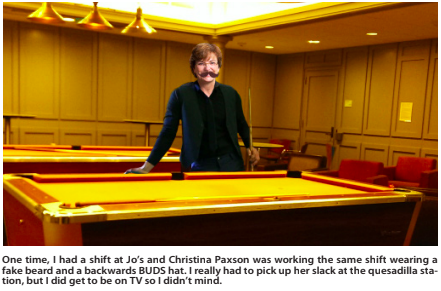 One time, I had a shift at Jo's and Christina Paxson was working the same shift wearing a
fake beard and a backwards BUDS hat. I really had to pick up her slack at the quesadilla sta-
tion, but I did get to be on TV so I didn't mind.